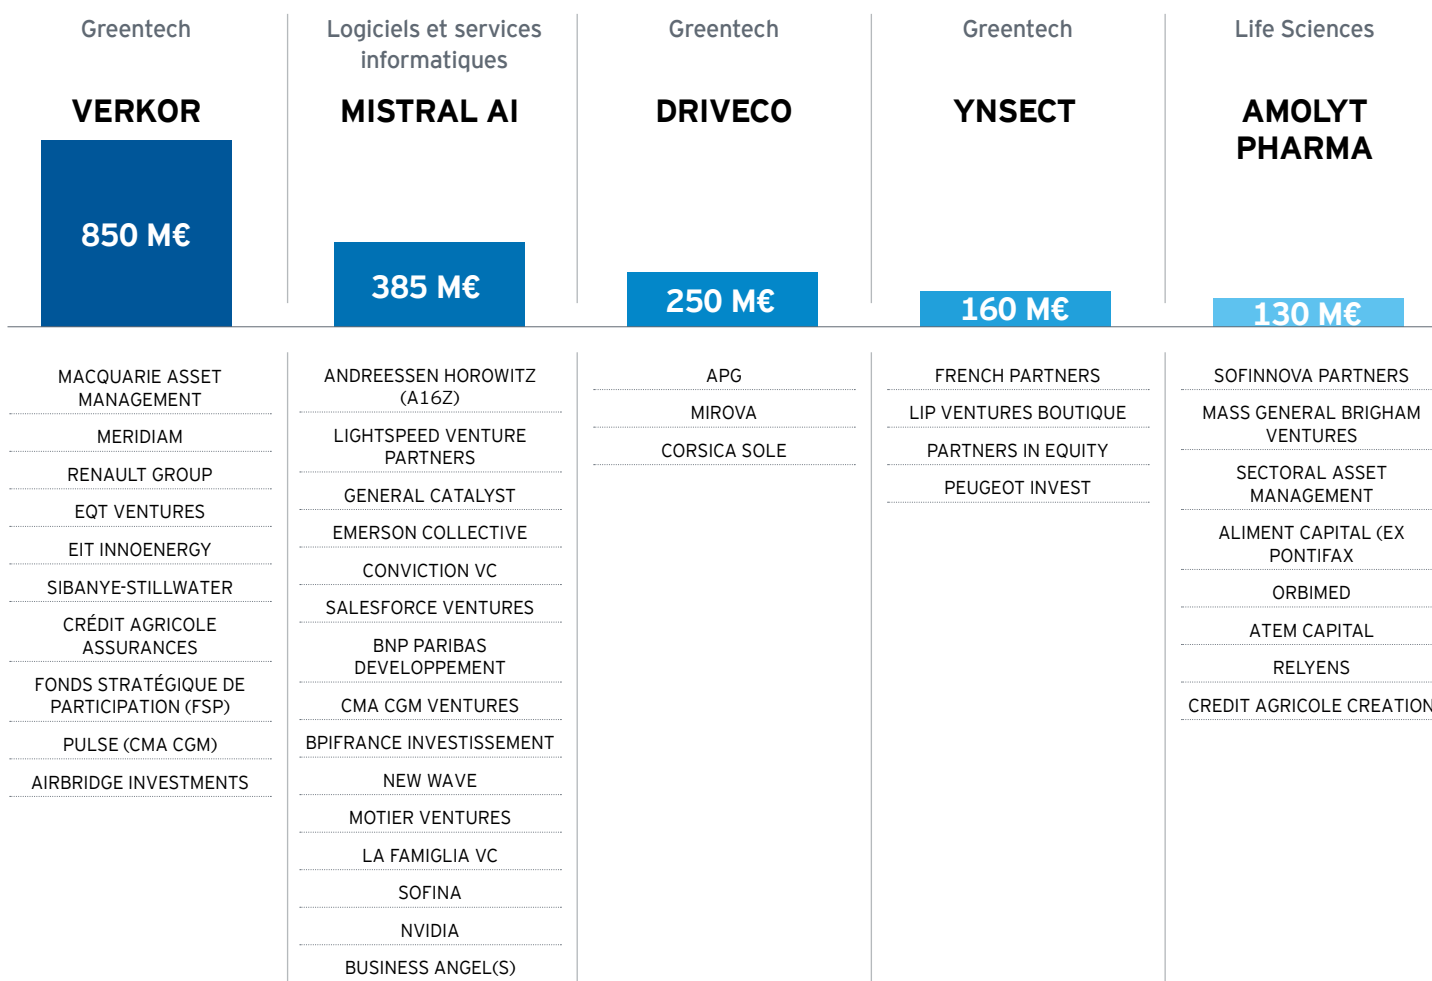 Greentech
VERKOR
850 M€
MACQUARIE ASSET
MANAGEMENT
MERIDIAM
RENAULT GROUP
EQT VENTURES
EIT INNOENERGY
SIBANYE-STILLWATER
CRÉDIT AGRICOLE
ASSURANCES
FONDS STRATÉGIQUE DE
PARTICIPATION (FSP)
PULSE (CMA CGM)
AIRBRIDGE INVESTMENTS
Logiciels et services
informatiques
MISTRAL AI
385 M€
ANDREESSEN HOROWITZ
(A16Z)
LIGHTSPEED VENTURE
PARTNERS
GENERAL CATALYST
EMERSON COLLECTIVE
CONVICTION VC
SALESFORCE VENTURES
BNP PARIBAS
DEVELOPPEMENT
CMA CGM VENTURES
BPIFRANCE INVESTISSEMENT
NEW WAVE
MOTIER VENTURES
LA FAMIGLIA VC
SOFINA
NVIDIA
BUSINESS ANGEL(S)
Greentech
DRIVECO
250 M€
APG
MIROVA
CORSICA SOLE
Greentech
YNSECT
160 M€
FRENCH PARTNERS
LIP VENTURES BOUTIQUE
PARTNERS IN EQUITY
PEUGEOT INVEST
Life Sciences
AMOLYT
PHARMA
130 M€
SOFINNOVA PARTNERS
MASS GENERAL BRIGHAM
VENTURES
SECTORAL ASSET
MANAGEMENT
ALIMENT CAPITAL (EX
PONTIFAX
ORBIMED
ATEM CAPITAL
RELYENS
CREDIT AGRICOLE CREATION